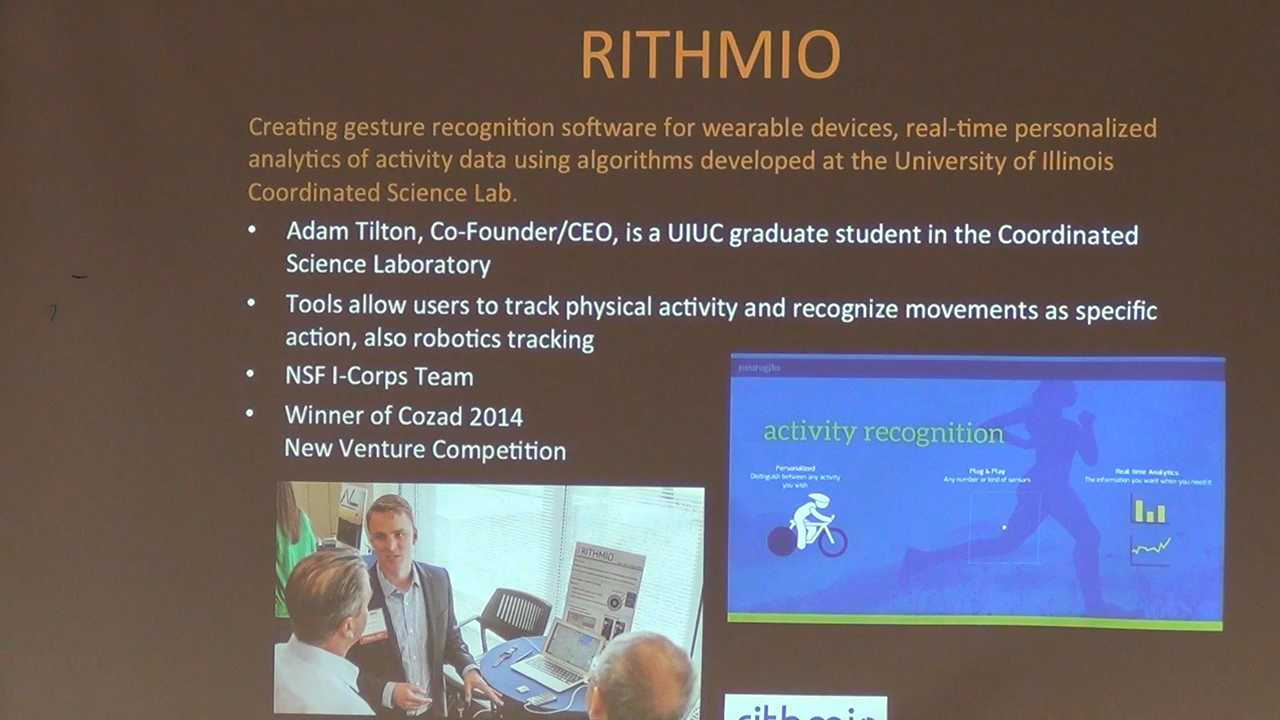 RITHMIO
Creating gesture recognition software for wearable devices, real-time personalized
analytics of activity data using algorithms developed at the University of Illinois
Coordinated Science Lab.
• Adam Tilton, Co-Founder/CEO, is a UIUC graduate student in the Coordinated
Science Laboratory
• Tools allow users to track physical activity and recognize movements as specific
action, also robotics tracking
• NSF I-Corps Team
• Winner of Cozad 2014
New Venture Competition
neurogito
activity recognition
Personalized
Distinguish between any activity
you wish
Plug & Play
Any number or kind of sensors
Real-time Analytics
The information you want when you need it
RITHMIO
rithmio